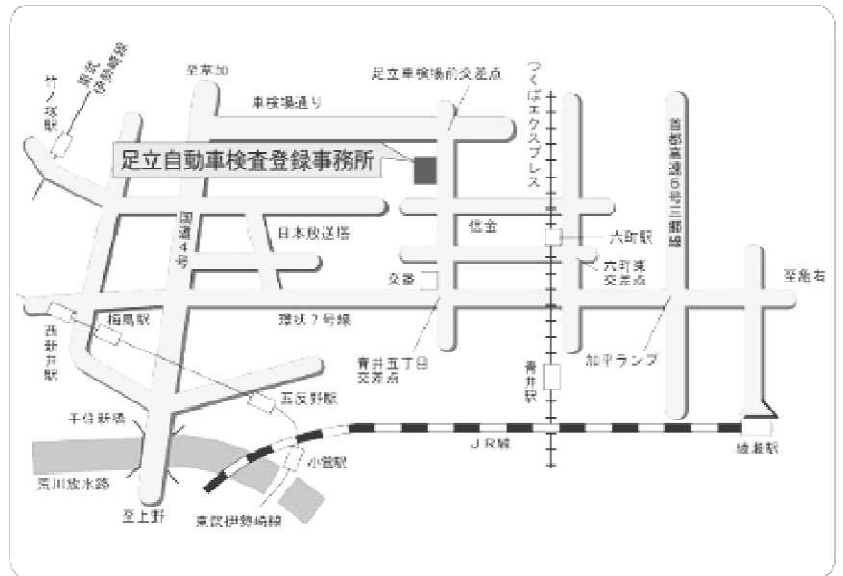 竹ノ塚駅
東武
伊勢崎線
至草加
車検場通り
足立車検場前交差点
つくばエクスプレス
首都高速6号三郷線
足立自動車検査登録事務所
国道4号
日本放送塔
信金
六町駅
六町東
交差点
交番
至亀有
西新井駅
梅島駅
環状7号線
青井五丁目
交差点
青井駅
加平ランプ
五反野駅
千住新橋
JR線
綾瀬駅
小菅駅
荒川放水路
至上野
東武伊勢崎線